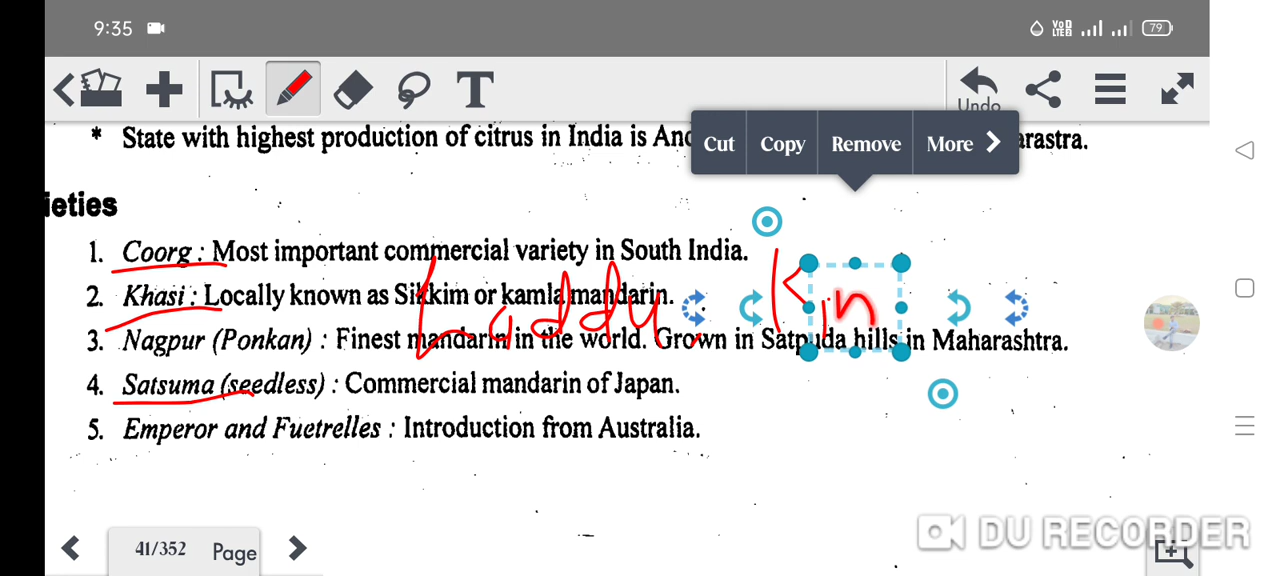 9:35 VoD LTEB 79
Undo
Cut Copy Remove More
* State with highest production of citrus in India is And arastra.
ieties
1. Coorg : Most important commercial variety in South India.
2. Khasi : Locally known as Sikkim or kamla mandarin.
Laddu, Kin
3. Nagpur (Ponkan) : Finest mandarin in the world. Grown in Satpuda hills in Maharashtra.
4. Satsuma (seedless) : Commercial mandarin of Japan.
5. Emperor and Fuetrelles : Introduction from Australia.
41/352 Page
DU RECORDER